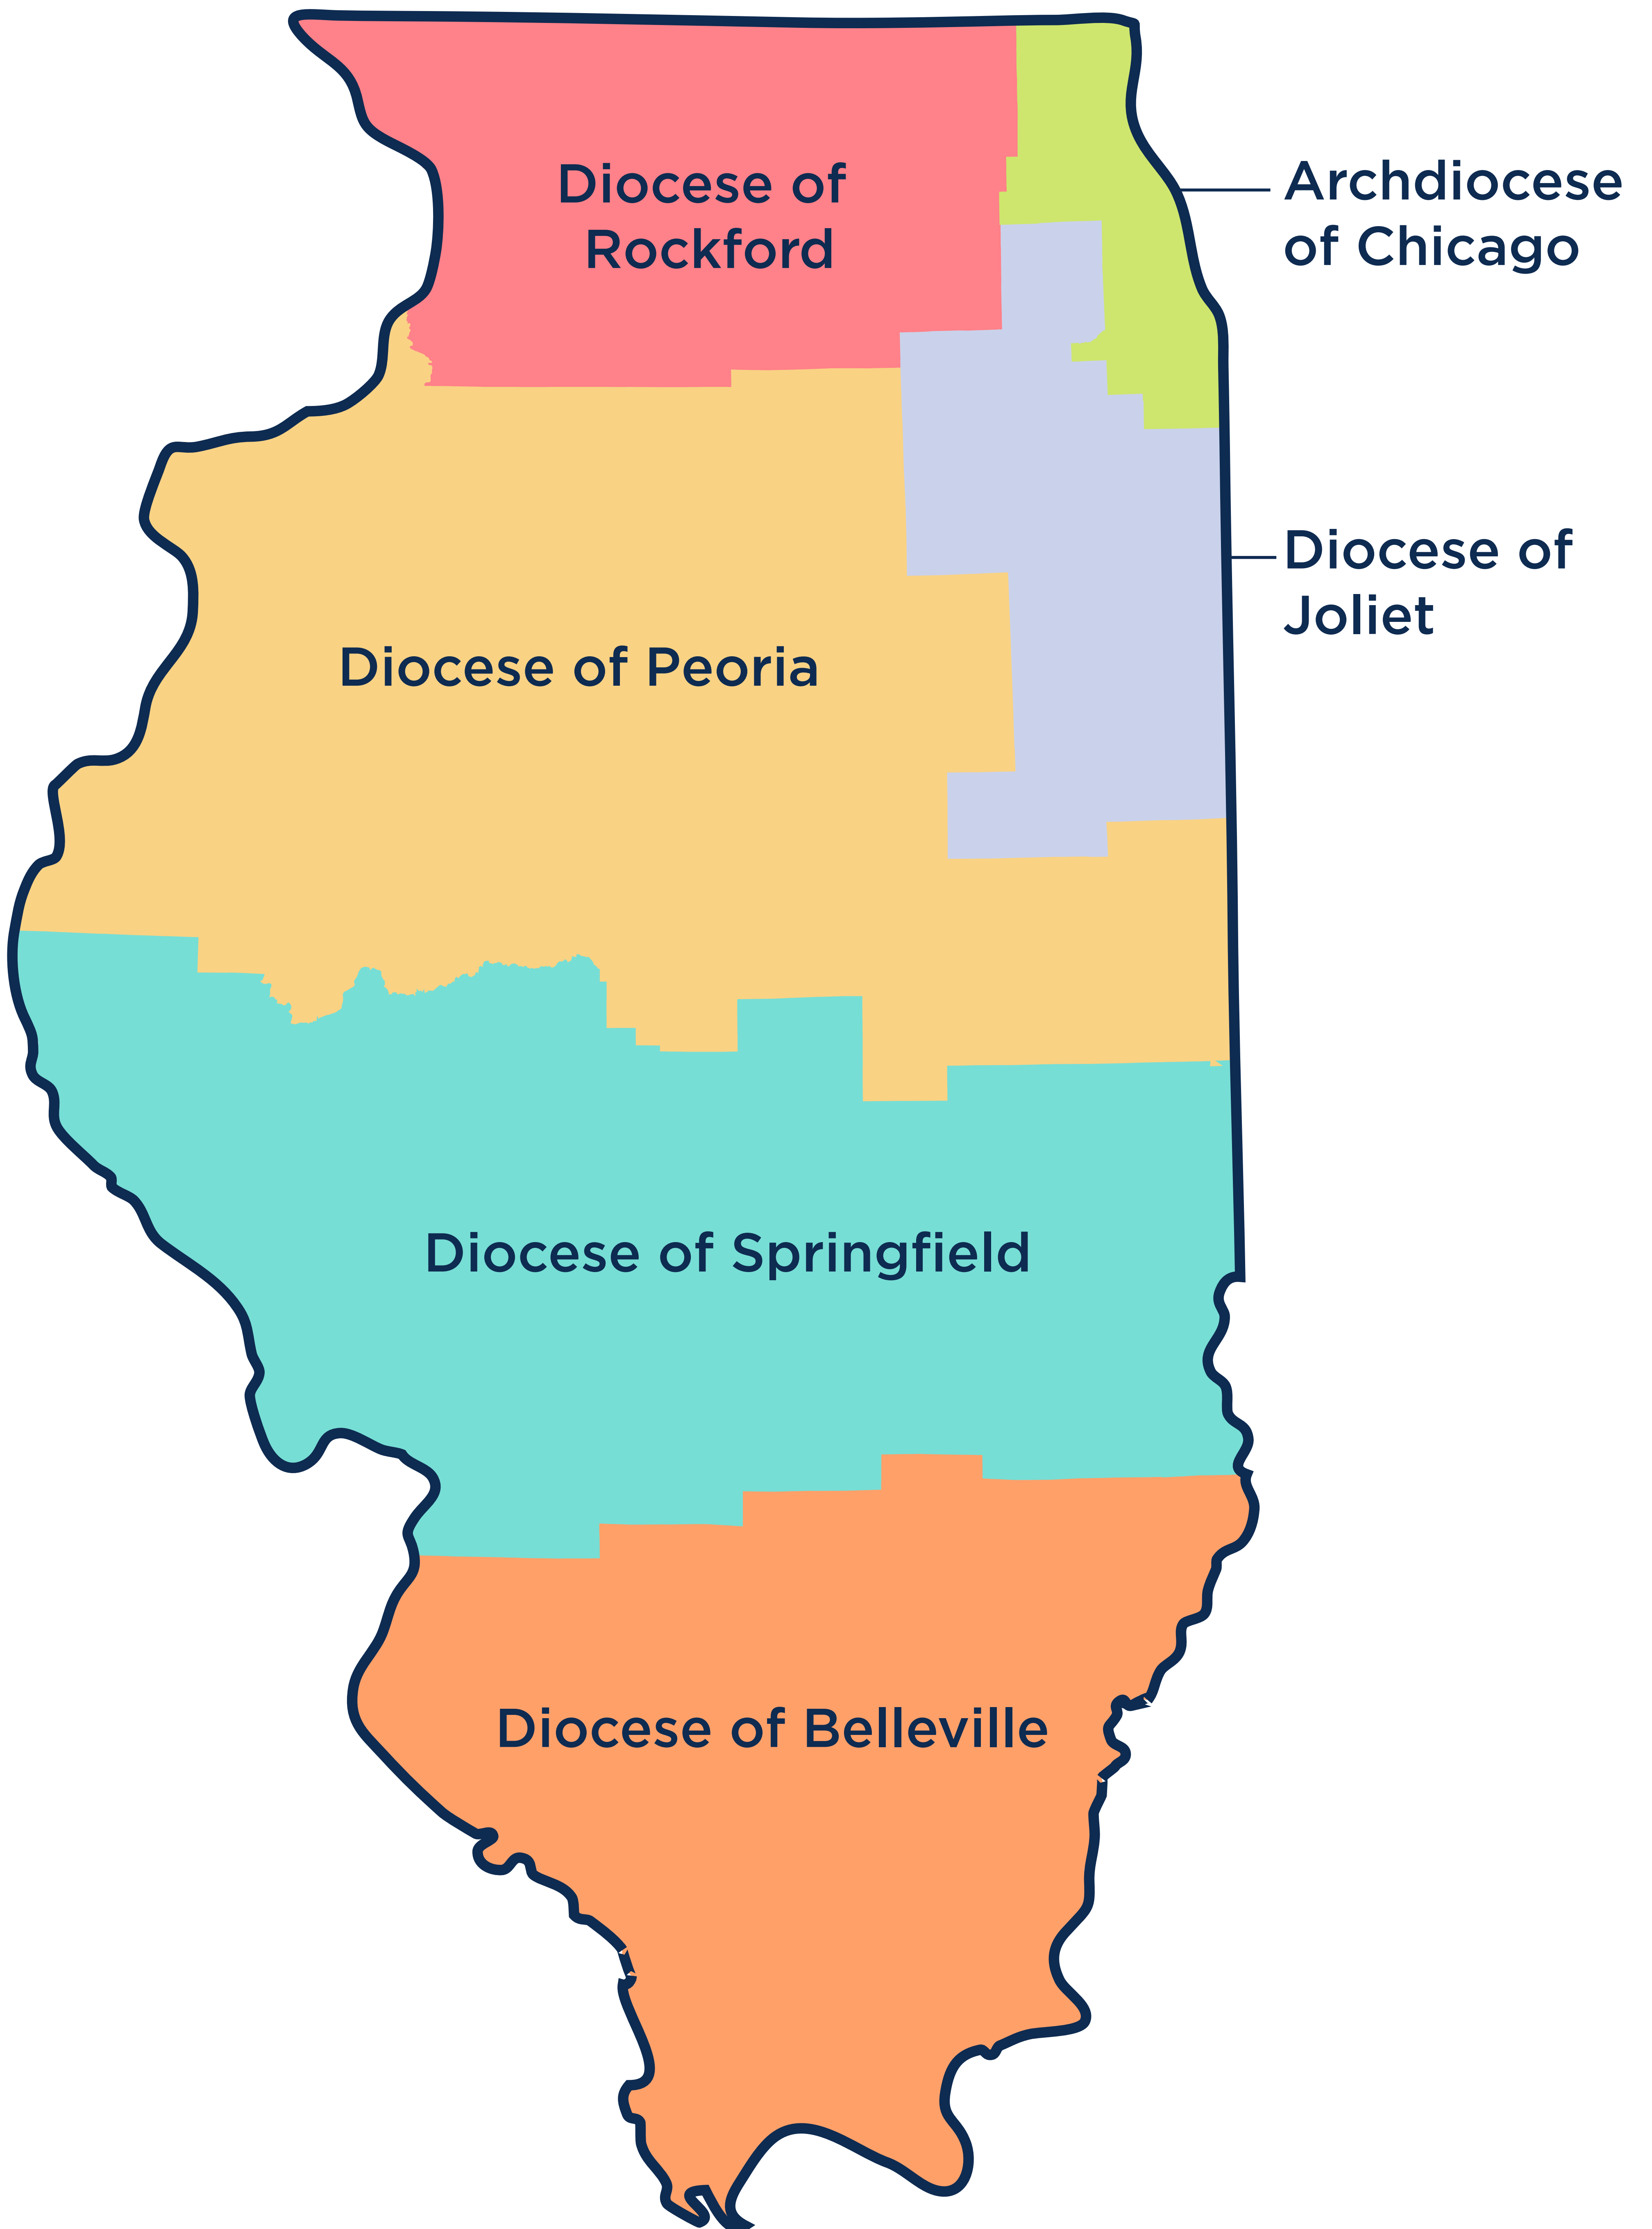 Diocese of
Rockford
Archdiocese
of Chicago
Diocese of
Joliet
Diocese of Peoria
Diocese of Springfield
Diocese of Belleville